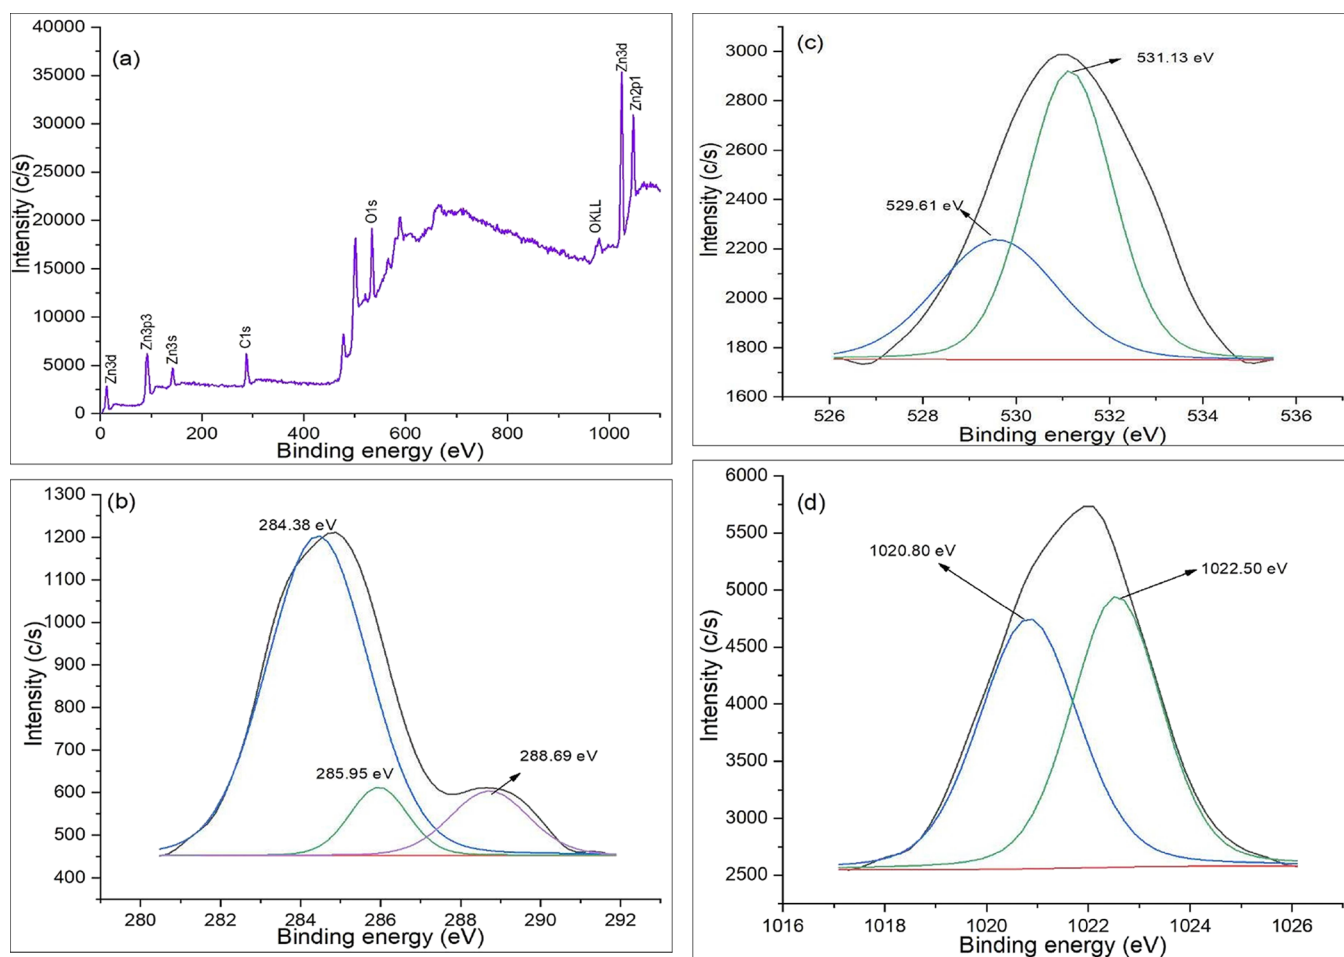 (a)
40000
35000
30000
25000
20000
15000
10000
5000
0
Intensity (c/s)
Zn3d
Zn3p3
Zn3s
C1s
O1s
OKLL
Zn3d
Zn2p1
0 200 400 600 800 1000
Binding energy (eV)
(c)
3000
2800
2600
2400
2200
2000
1800
1600
Intensity (c/s)
531.13 eV
529.61 eV
526 528 530 532 534 536
Binding energy (eV)
(b)
1300
1200
1100
1000
900
800
700
600
500
400
Intensity (c/s)
284.38 eV
285.95 eV
288.69 eV
280 282 284 286 288 290 292
Binding energy (eV)
(d)
6000
5500
5000
4500
4000
3500
3000
2500
Intensity (c/s)
1020.80 eV
1022.50 eV
1016 1018 1020 1022 1024 1026
Binding energy (eV)